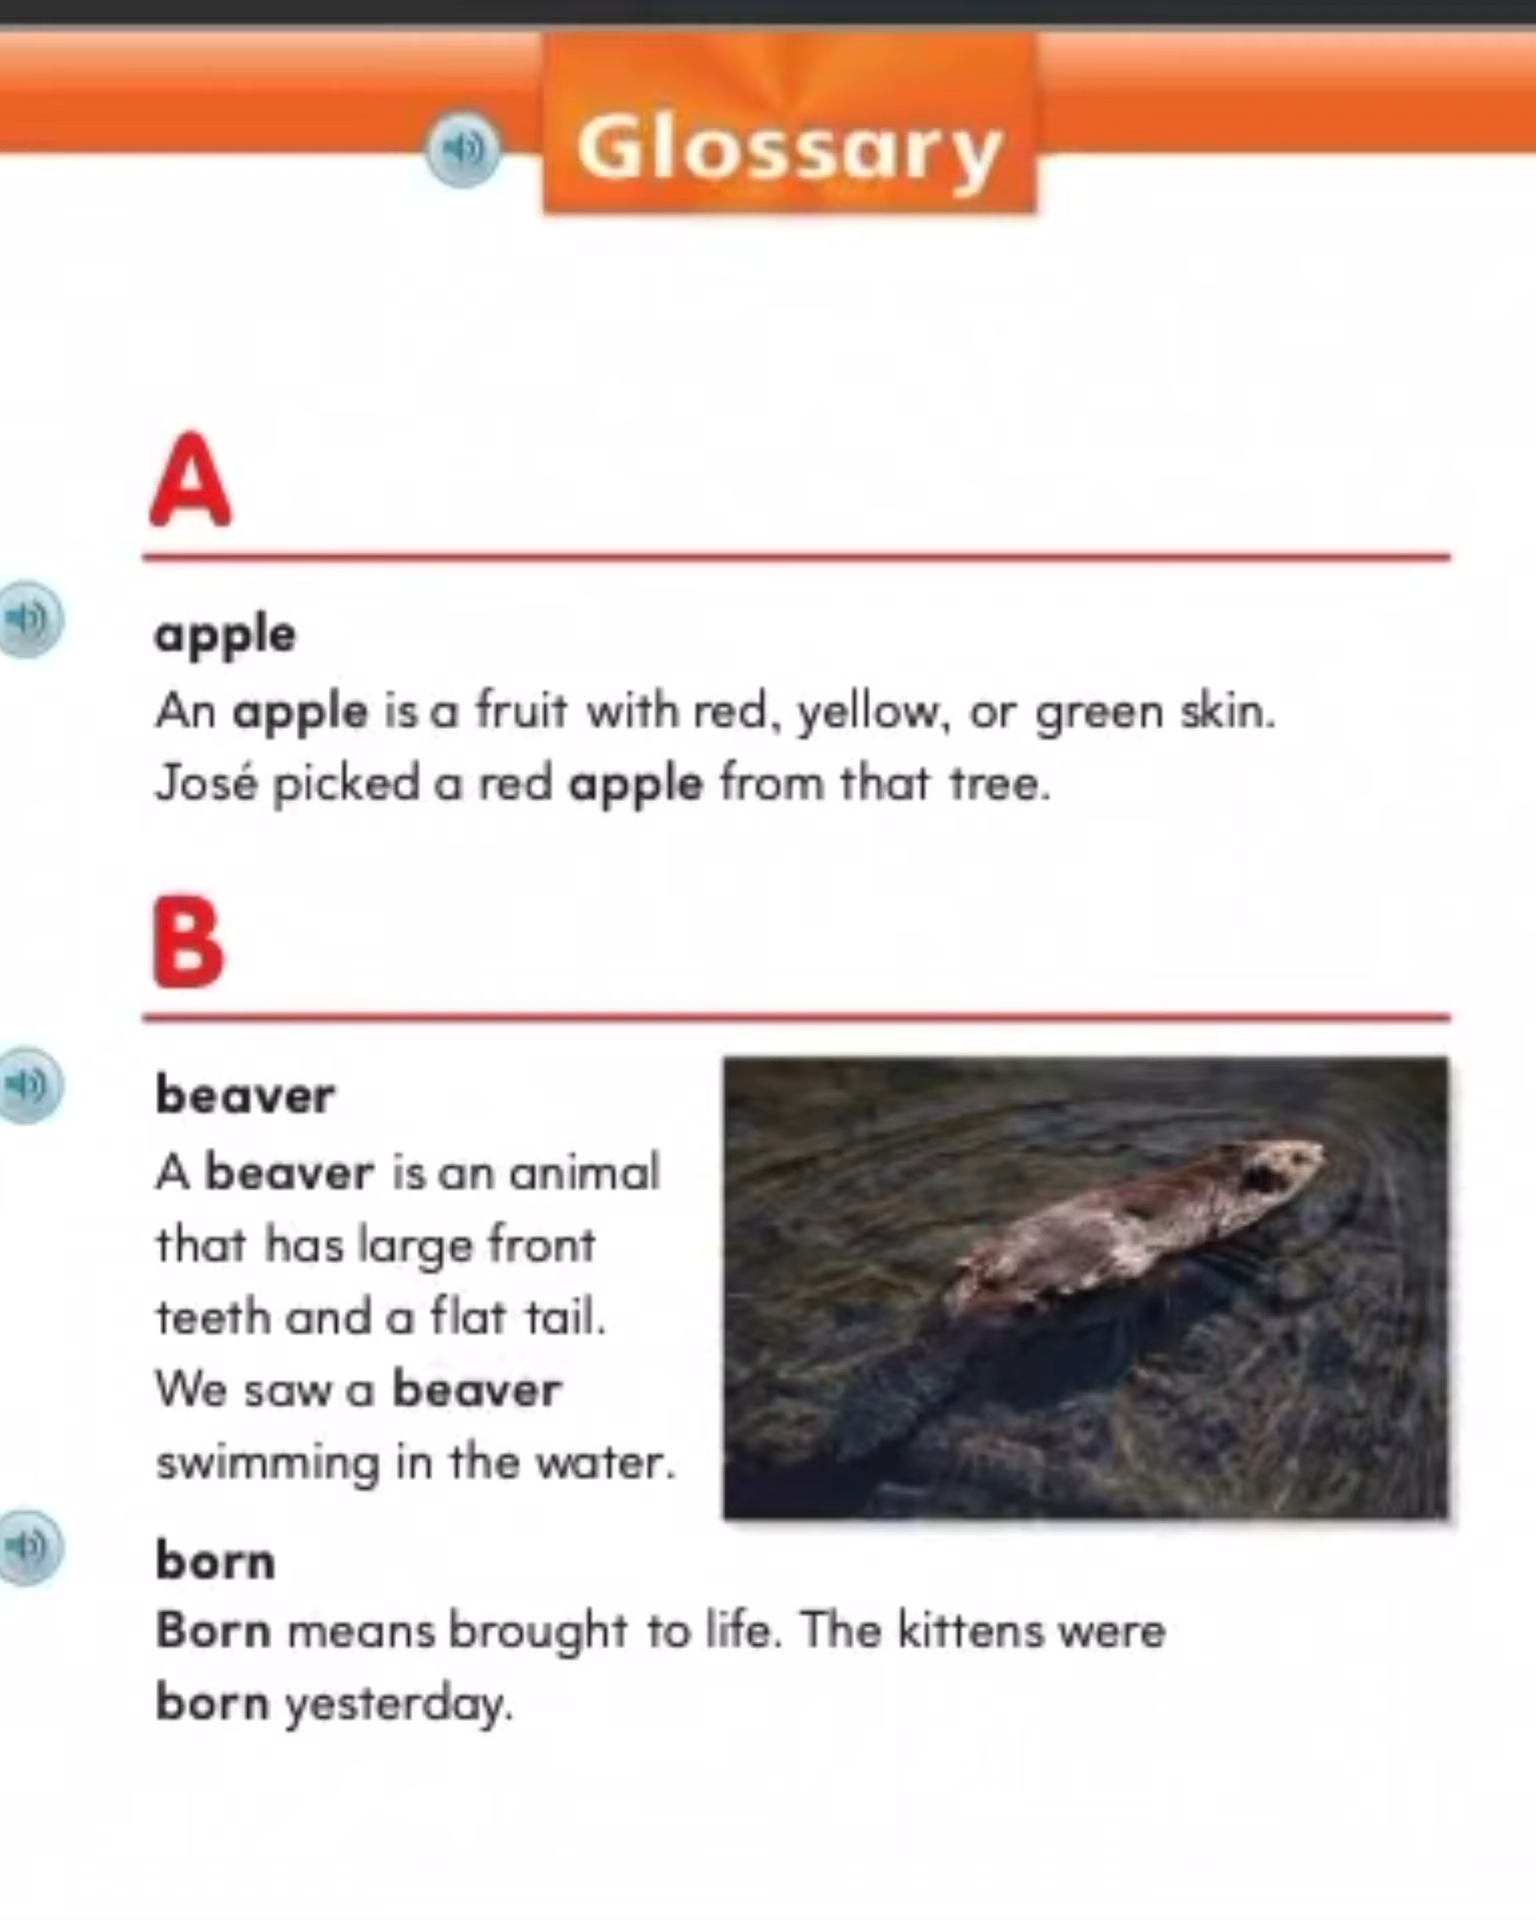 Glossary
A
apple
An apple is a fruit with red, yellow, or green skin.
José picked a red apple from that tree.
B
beaver
A beaver is an animal
that has large front
teeth and a flat tail.
We saw a beaver
swimming in the water.
born
Born means brought to life. The kittens were
born yesterday.